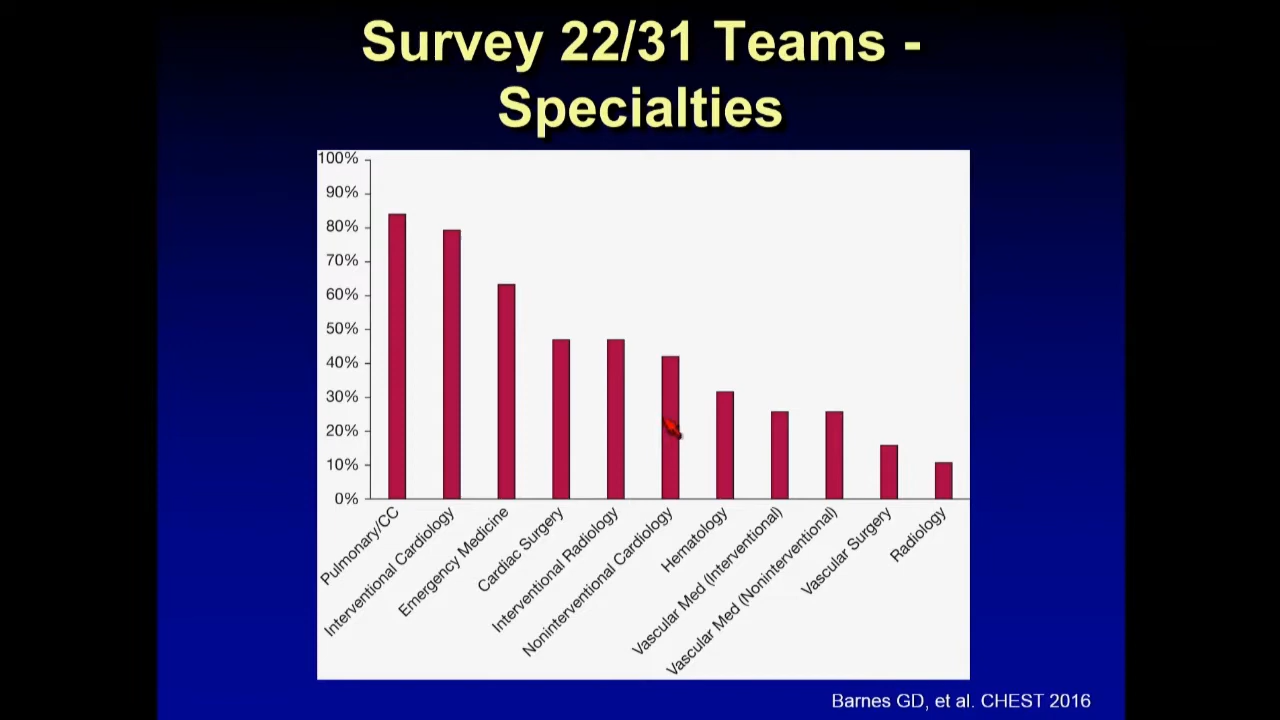 Survey 22/31 Teams -
Specialties
100%
90%
80%
70%
60%
50%
40%
30%
20%
10%
0%
Pulmonary/CC
Interventional Cardiology
Emergency Medicine
Cardiac Surgery
Interventional Radiology
Noninterventional Cardiology
Hematology
Vascular Med (Interventional)
Vascular Med (Noninterventional)
Vascular Surgery
Radiology
Barnes GD, et al. CHEST 2016